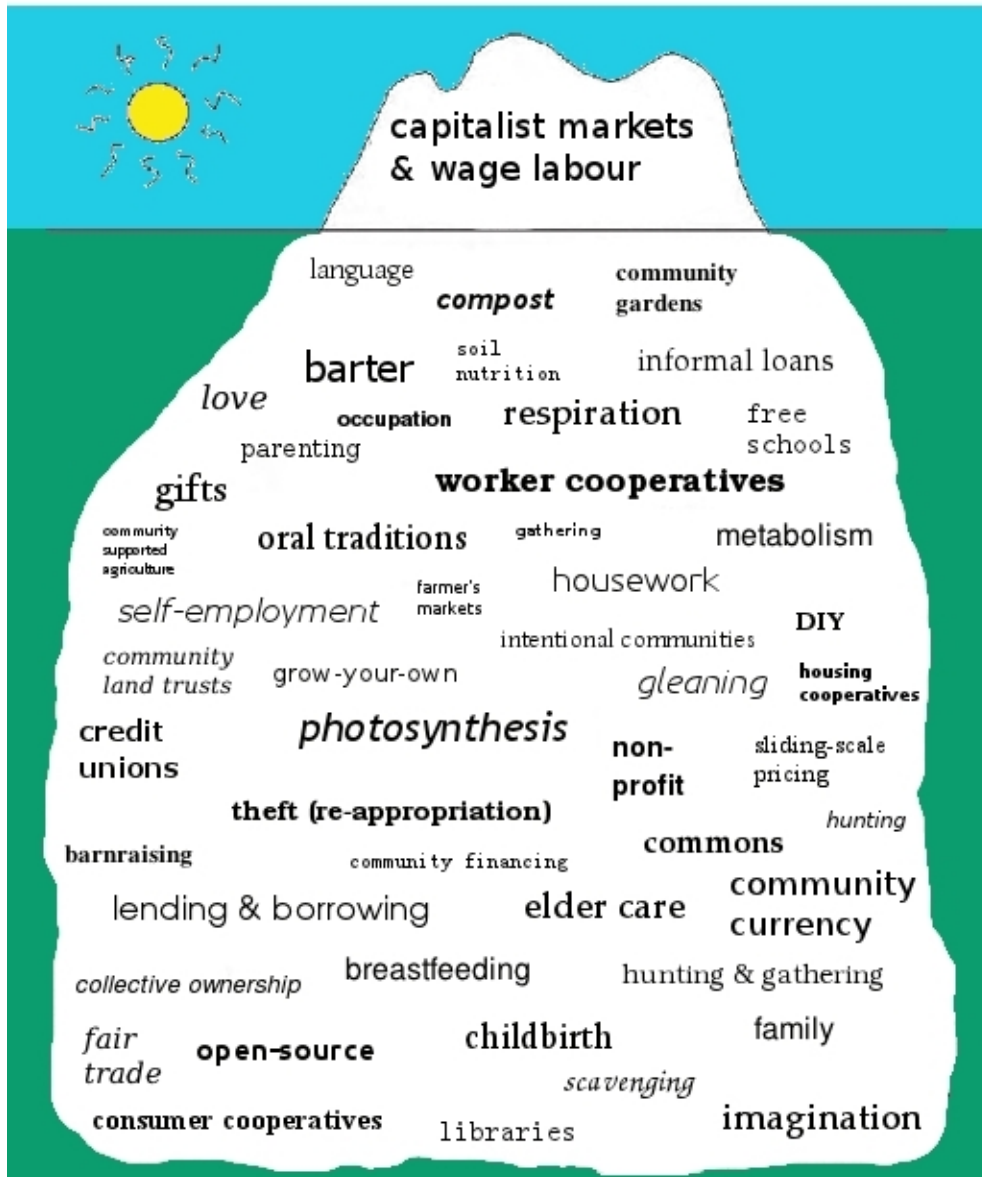 capitalist markets
& wage labour
language
compost
community
gardens
barter
soil
nutrition
informal loans
love
occupation
respiration
free
schools
parenting
gifts
worker cooperatives
community
supported
agriculture
oral traditions
gathering
metabolism
self-employment
farmer's
markets
housework
intentional communities
DIY
community
land trusts
grow-your-own
gleaning
housing
cooperatives
credit
unions
photosynthesis
non-
profit
sliding-scale
pricing
theft (re-appropriation)
hunting
barnraising
community financing
commons
lending & borrowing
elder care
community
currency
collective ownership
breastfeeding
hunting & gathering
fair
trade
open-source
childbirth
family
scavenging
consumer cooperatives
libraries
imagination